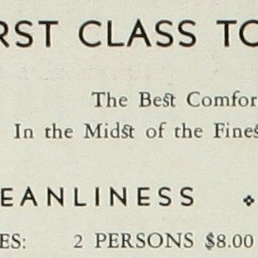 RST CLASS TO
The Best Comfor
In the Midst of the Fines
EANLINESS
ES: 2 PERSONS $8.00